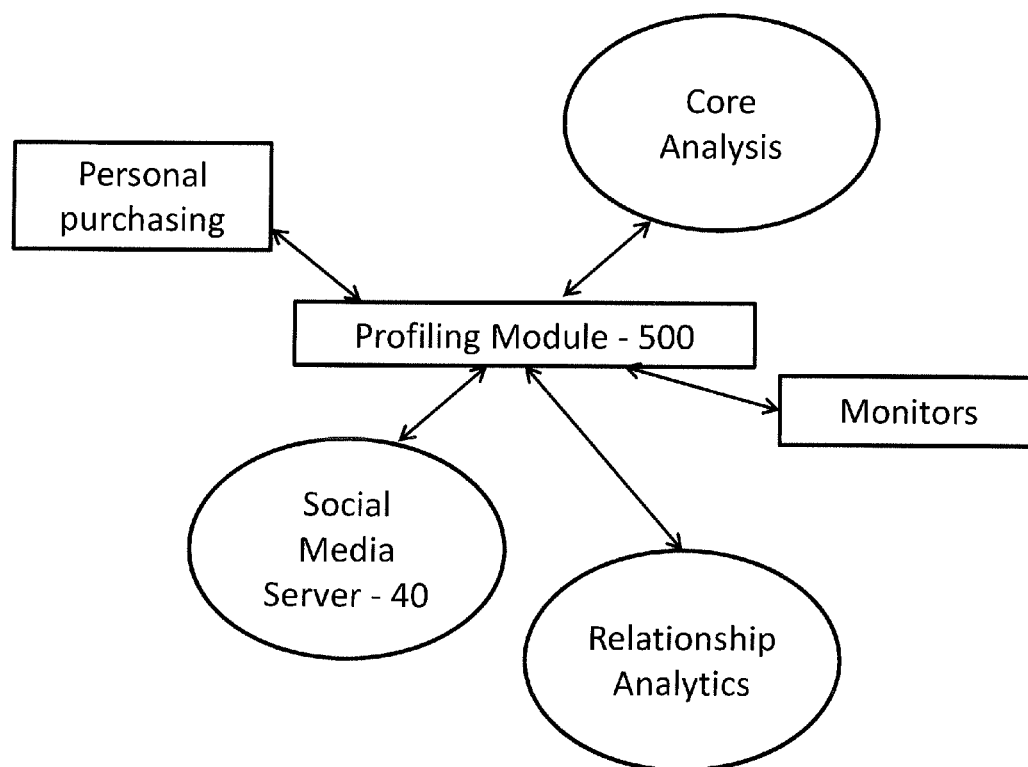 Core
Analysis
Personal
purchasing
Profiling Module - 500
Monitors
Social
Media
Server - 40
Relationship
Analytics